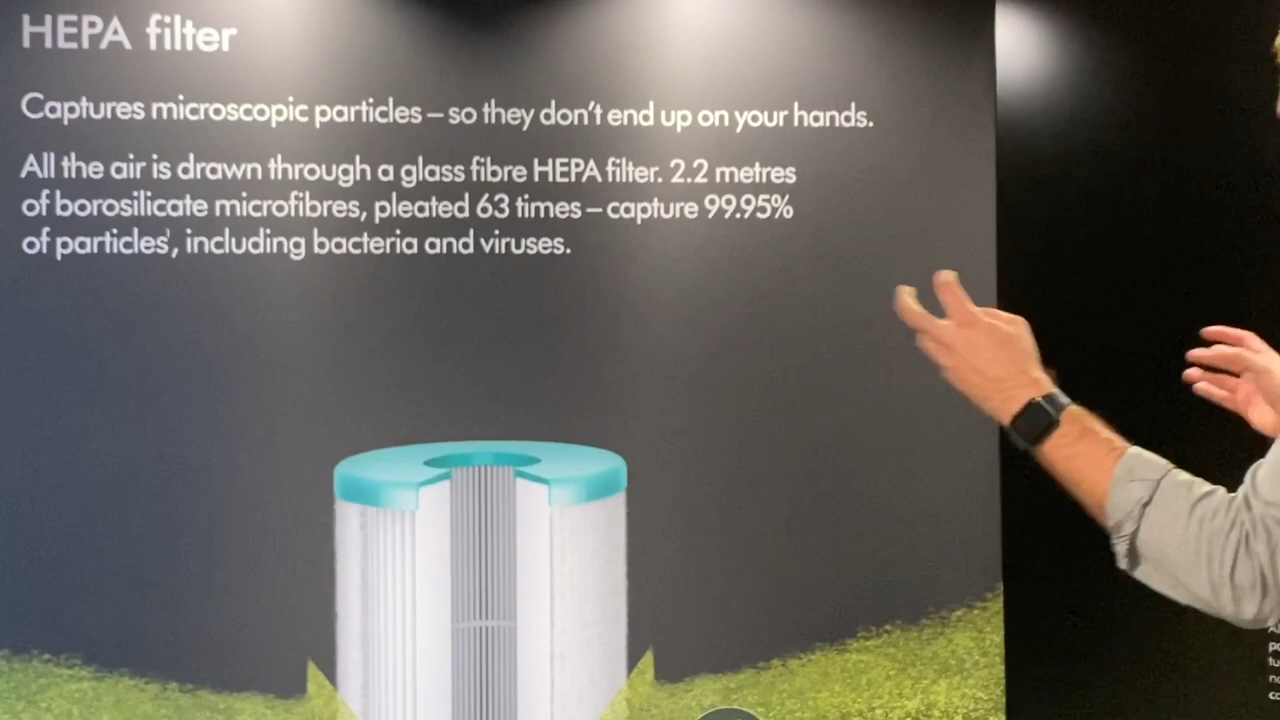 HEPA filter
Captures microscopic particles – so they don't end up on your hands.
All the air is drawn through a glass fibre HEPA filter. 2.2 metres
of borosilicate microfibres, pleated 63 times – capture 99.95%
of particles¹, including bacteria and viruses.